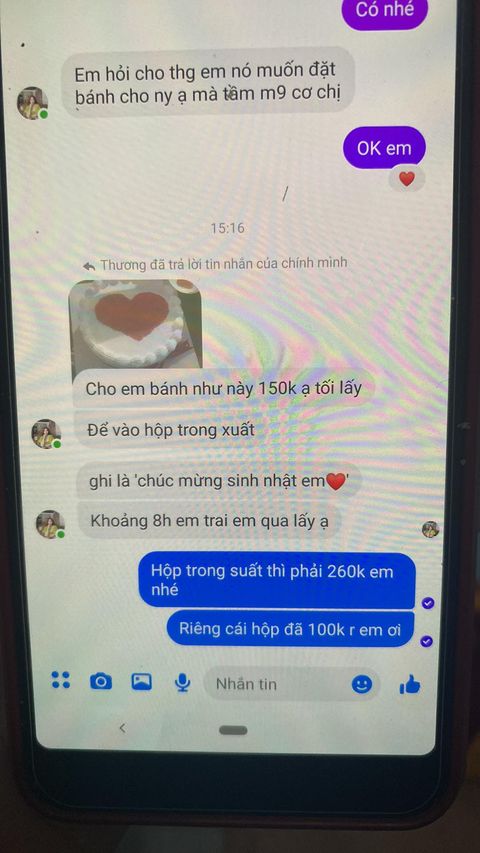 Có nhé
Em hỏi cho thg em nó muốn đặt
bánh cho ny ạ mà tầm m9 cơ chị
OK em
15:16
Thương đã trả lời tin nhắn của chính mình
Cho em bánh như này 150k ạ tối lấy
Để vào hộp trong xuất
ghi là 'chúc mừng sinh nhật em❤️'
Khoảng 8h em trai em qua lấy ạ
Hộp trong suất thì phải 260k em
nhé
Riêng cái hộp đã 100k r em ơi
Nhắn tin